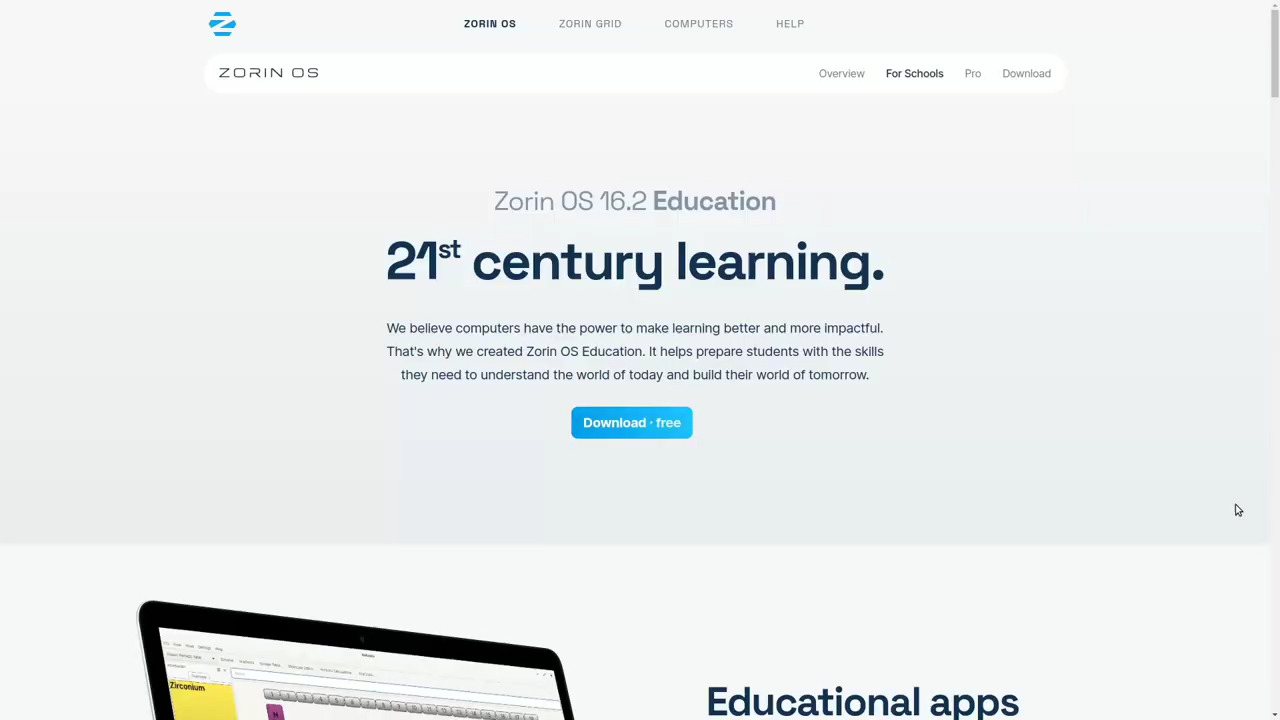 ZORIN OS
ZORIN GRID
COMPUTERS
HELP
ZORIN OS
Overview
For Schools
Pro
Download
Zorin OS 16.2 Education
21st century learning.
We believe computers have the power to make learning better and more impactful.
That's why we created Zorin OS Education. It helps prepare students with the skills
they need to understand the world of today and build their world of tomorrow.
Download · free
Zirconium
Educational apps